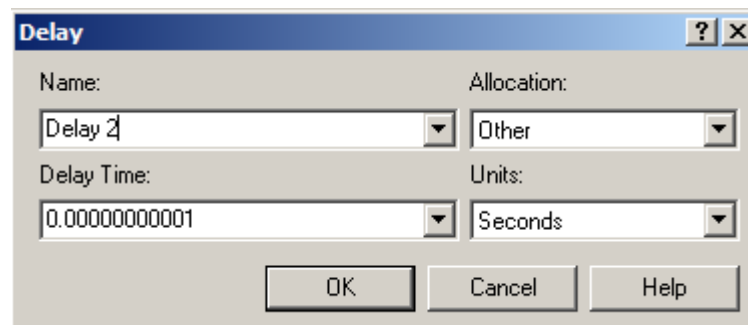 Delay
Name: Allocation:
Delay 2 Other
Delay Time: Units:
0.00000000001 Seconds
OK Cancel Help